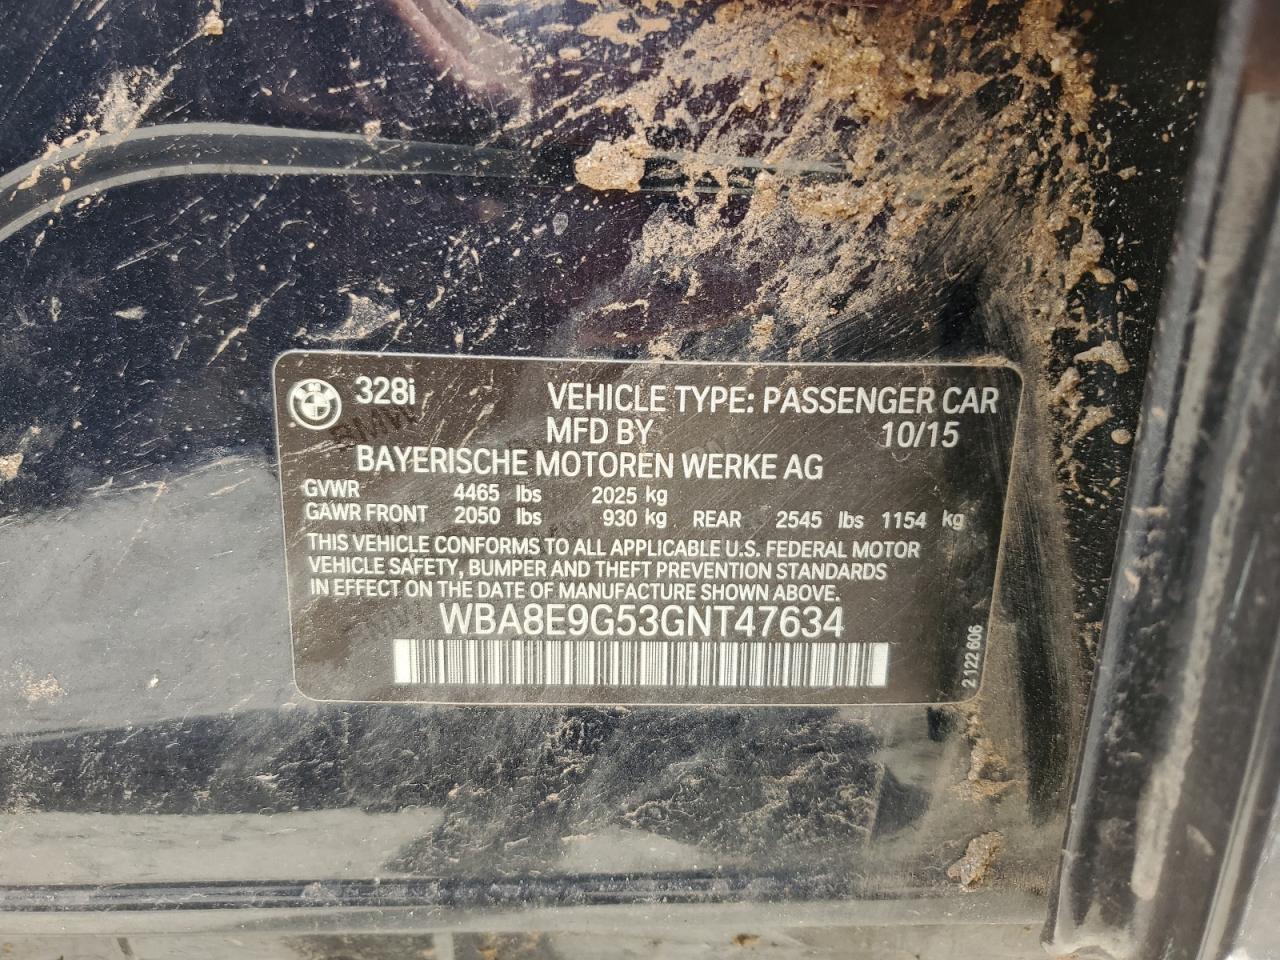 328i VEHICLE TYPE: PASSENGER CAR
MFD BY 10/15
BAYERISCHE MOTOREN WERKE AG
GVWR 4465 lbs 2025 kg
GAWR FRONT 2050 lbs 930 kg REAR 2545 lbs 1154 kg
THIS VEHICLE CONFORMS TO ALL APPLICABLE U.S. FEDERAL MOTOR
VEHICLE SAFETY, BUMPER AND THEFT PREVENTION STANDARDS
IN EFFECT ON THE DATE OF MANUFACTURE SHOWN ABOVE.
WBA8E9G53GNT47634
2 122 606